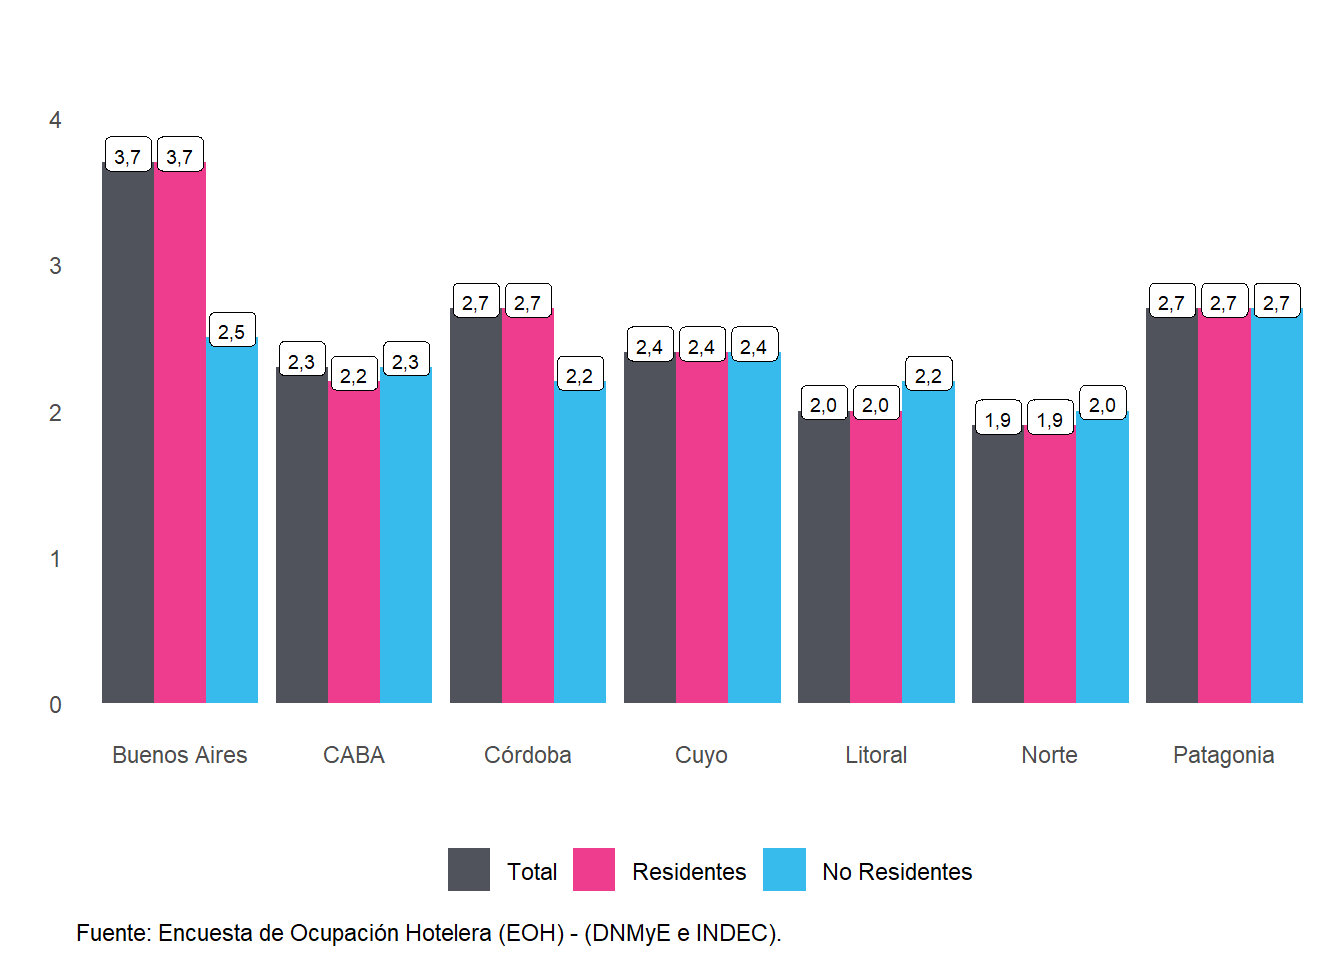 4
3
2
1
0
3,7 3,7 2,5 2,3 2,2 2,3 2,7 2,7 2,2 2,4 2,4 2,4 2,0 2,0 2,2 1,9 1,9 2,0 2,7 2,7 2,7
Buenos Aires CABA Córdoba Cuyo Litoral Norte Patagonia
Total Residentes No Residentes
Fuente: Encuesta de Ocupación Hotelera (EOH) - (DNMyE e INDEC).